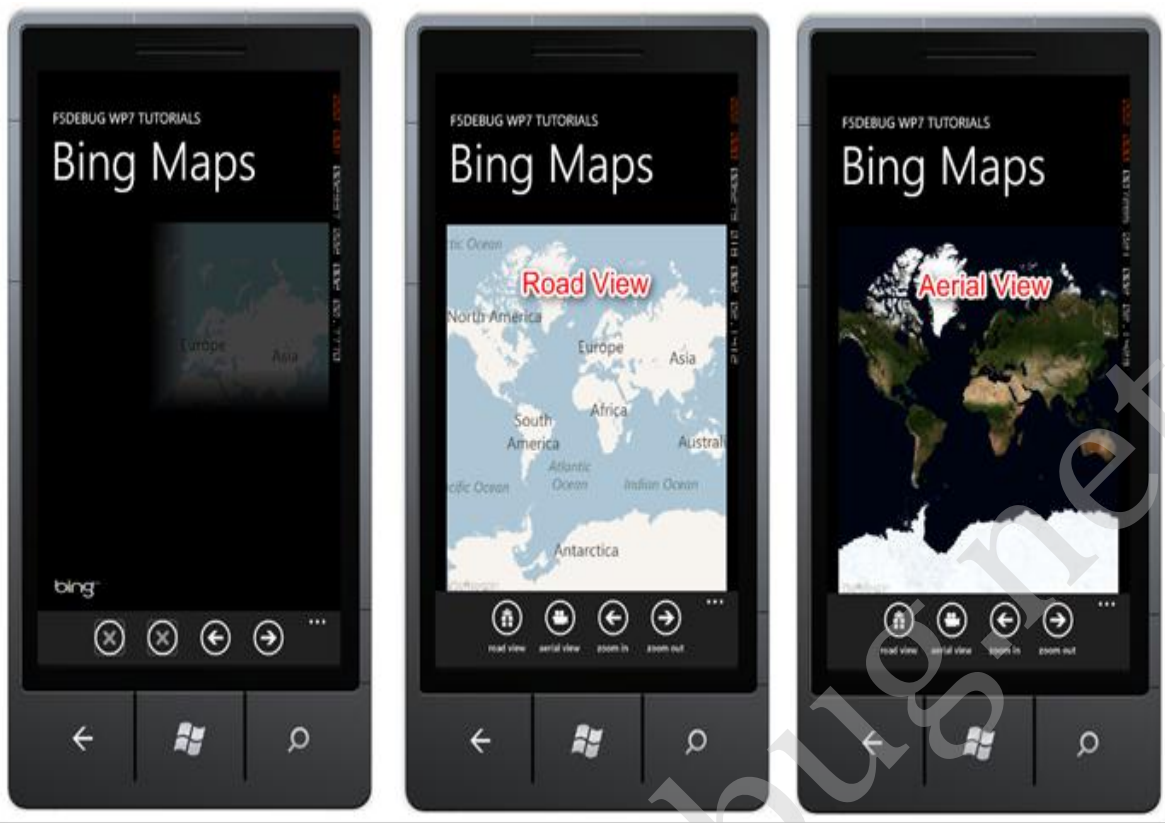 F5DEBUG WP7 TUTORIALS
Bing Maps
Europe
Asia
bing
F5DEBUG WP7 TUTORIALS
Bing Maps
tic Ocean
Road View
North America
Europe
Asia
Africa
South
America
Austral
Atlantic
Ocean
cific Ocean
Indian Ocean
Antarctica
road view
aerial view
zoom in
zoom out
F5DEBUG WP7 TUTORIALS
Bing Maps
Aerial View
road view
aerial view
zoom in
zoom out
bug.net